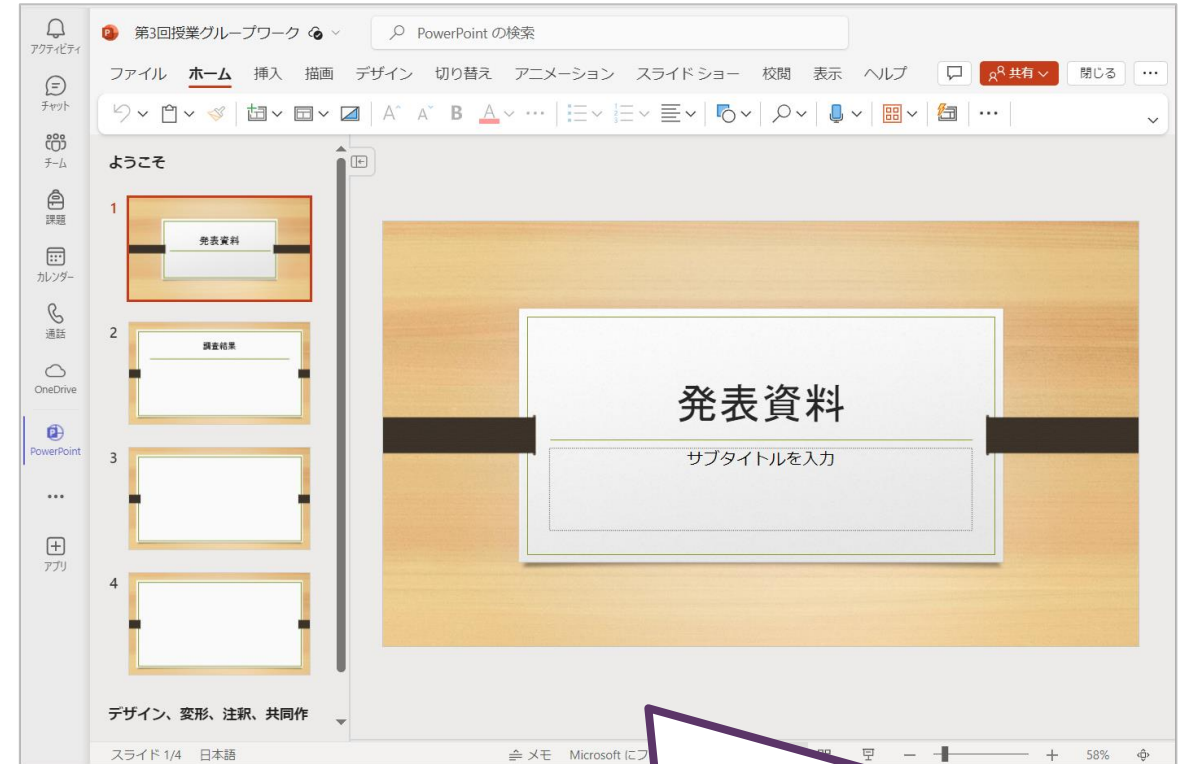 アクティビティ
チャット
チーム
課題
カレンダー
通話
OneDrive
PowerPoint
アプリ
第3回授業グループワーク
PowerPoint の検索
ファイル ホーム 挿入 描画 デザイン 切り替え アニメーション スライド ショー 校閲 表示 ヘルプ
共有
閉じる
ようこそ
1
発表資料
2
調査結果
3
4
デザイン、変形、注釈、共同作
発表資料
サブタイトルを入力
スライド 1/4 日本語 メモ Microsoft にフ 58%